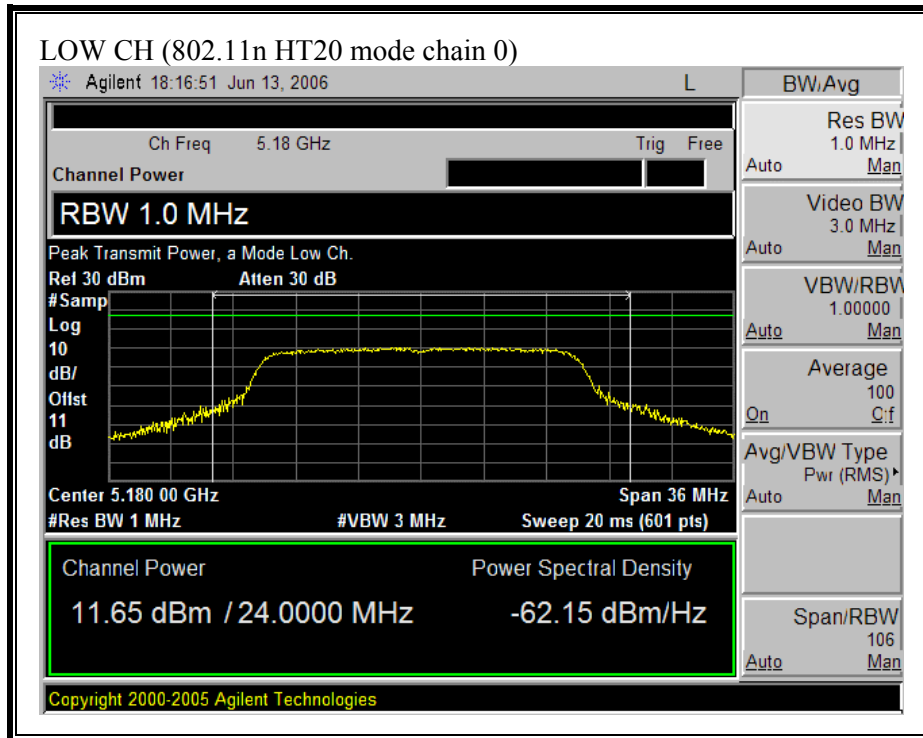 LOW CH (802.11n HT20 mode chain 0)
Agilent 18:16:51 Jun 13, 2006 L
BW/Avg
Ch Freq 5.18 GHz Trig Free
Channel Power
RBW 1.0 MHz
Peak Transmit Power, a Mode Low Ch.
Ref 30 dBm Atten 30 dB
#Samp
Log
10
dB/
Offst
11
dB
Center 5.180 00 GHz Span 36 MHz
#Res BW 1 MHz #VBW 3 MHz Sweep 20 ms (601 pts)
Channel Power Power Spectral Density
11.65 dBm / 24.0000 MHz -62.15 dBm/Hz
Copyright 2000-2005 Agilent Technologies
Res BW
1.0 MHz
Auto Man
Video BW
3.0 MHz
Auto Man
VBW/RBW
1.00000
Auto Man
Average
100
On Off
Avg/VBW Type
Pwr (RMS)
Auto Man
Span/RBW
106
Auto Man